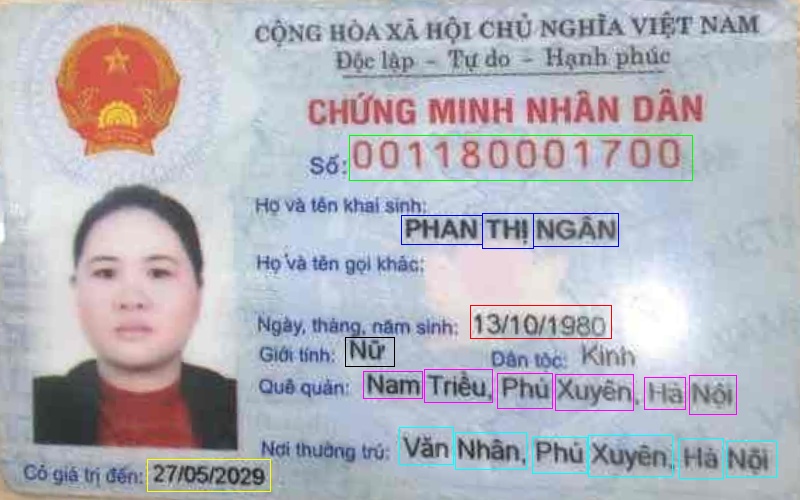 CỘNG HÒA XÃ HỘI CHỦ NGHĨA VIỆT NAM
Độc lập - Tự do - Hạnh phúc
CHỨNG MINH NHÂN DÂN
Số: 001180001700
Họ và tên khai sinh:
PHAN THỊ NGÂN
Họ và tên gọi khác:
Ngày, tháng, năm sinh: 13/10/1980
Giới tính: Nữ Dân tộc: Kinh
Quê quán: Nam Triều, Phú Xuyên, Hà Nội
Nơi thường trú: Văn Nhân, Phú Xuyên, Hà Nội
Có giá trị đến: 27/05/2029